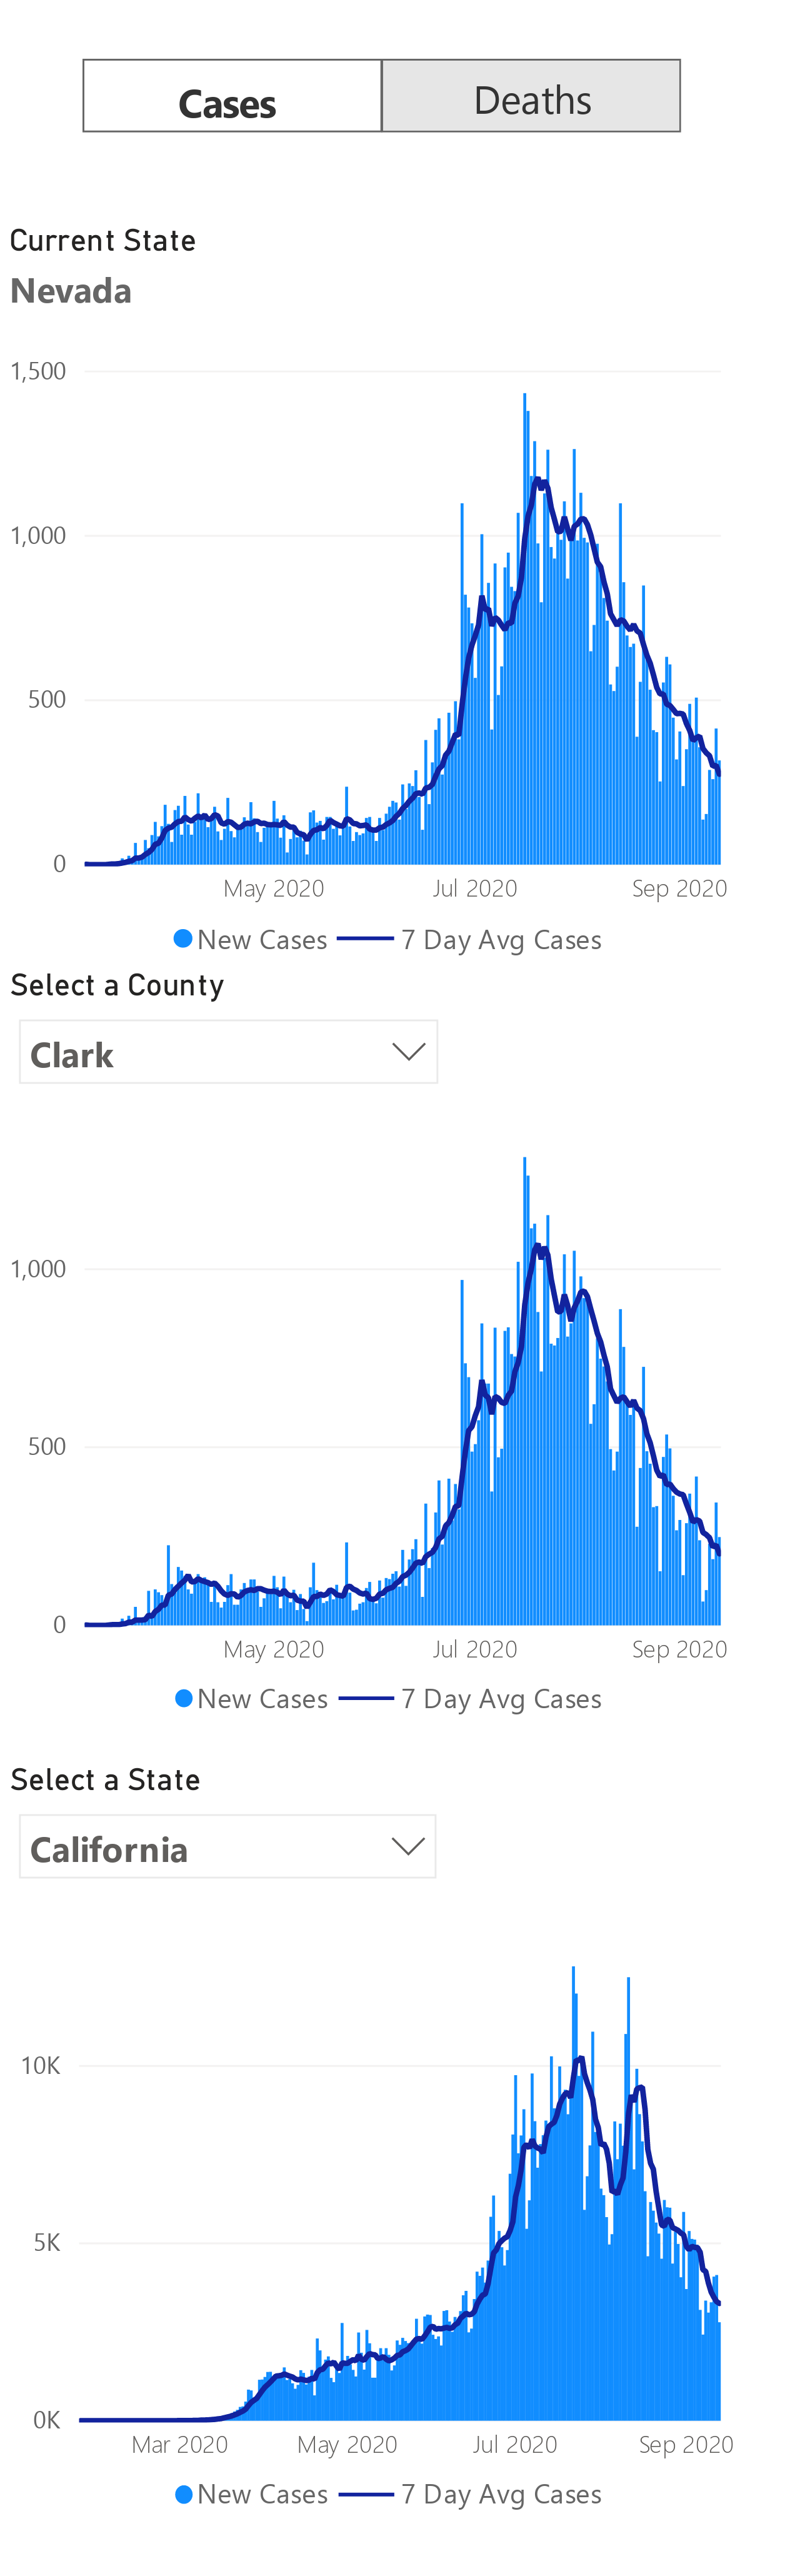 Cases Deaths
Current State
Nevada
1,500
1,000
500
0
May 2020 Jul 2020 Sep 2020
New Cases 7 Day Avg Cases
Select a County
Clark
1,000
500
0
May 2020 Jul 2020 Sep 2020
New Cases 7 Day Avg Cases
Select a State
California
10K
5K
0K
Mar 2020 May 2020 Jul 2020 Sep 2020
New Cases 7 Day Avg Cases